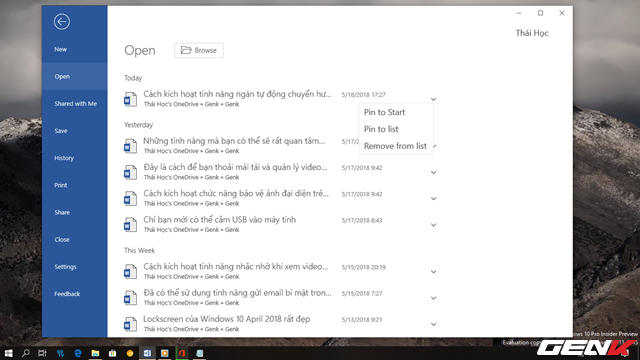 Thái Học
New
Open
Shared with Me
Save
History
Print
Share
Close
Settings
Feedback
Open
Browse
Today
Cách kích hoạt tính năng ngăn tự động chuyển hư...
5/18/2018 17:27
Thái Học's OneDrive » Genk » Genk
Pin to Start
Pin to list
Remove from list
Yesterday
Những tính năng mà bạn có thể sẽ rất quan tâm...
5/17/
Thái Học's OneDrive » Genk » Genk
Đây là cách để bạn thoải mái tải và quản lý video...
5/17/2018 9:42
Thái Học's OneDrive » Genk » Genk
Cách kích hoạt chức năng bảo vệ ảnh đại diện trê...
5/17/2018 9:42
Thái Học's OneDrive » Genk » Genk
Chỉ bạn mới có thể cắm USB vào máy tính
5/17/2018 8:43
Thái Học's OneDrive » Genk » Genk
This Week
Cách kích hoạt tính năng nhắc nhở khi xem video...
5/15/2018 20:19
Thái Học's OneDrive » Genk » Genk
Đã có thể sử dụng tính năng gửi email bí mật tron...
5/15/2018 7:27
Thái Học's OneDrive » Genk » Genk
Lockscreen của Windows 10 April 2018 rất đẹp
5/13/2018 9:21
Thái Học's OneDrive » Genk » Genk
10 Pro Insider Preview
Evaluation
GENK